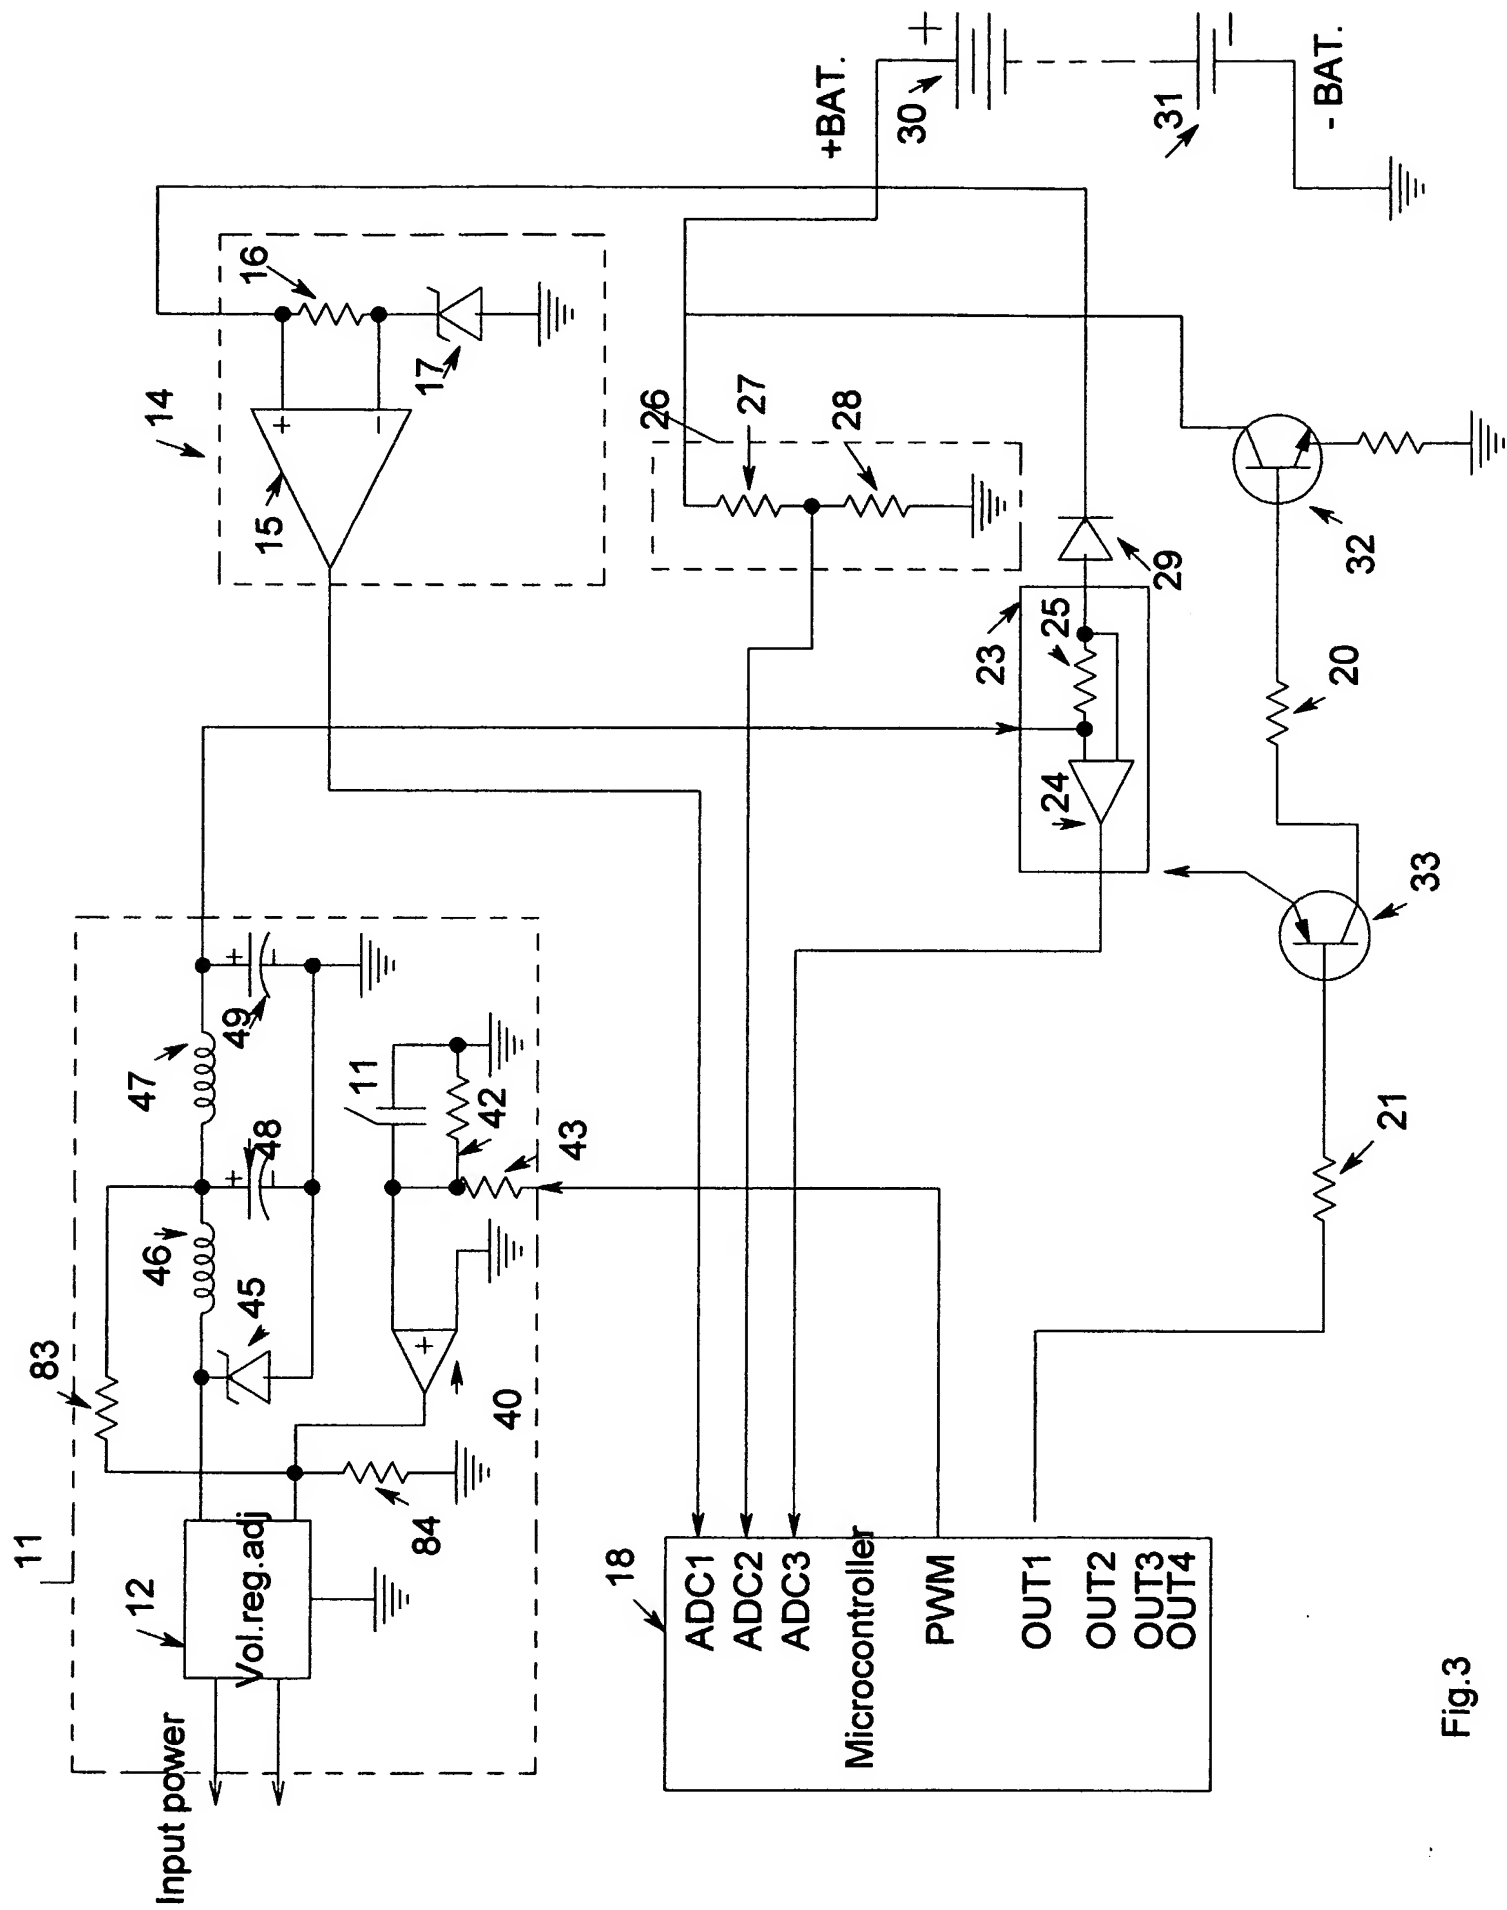 Input power
11
12
Vol.reg.adj
83
84
46
45
47
48
49
40
11
42
43
+
-
+
-
+
14
15
16
17
+
-
26
27
28
+BAT.
30
+
31
-
- BAT.
23
24
25
29
32
20
33
21
18
ADC1
ADC2
ADC3
Microcontroller
PWM
OUT1
OUT2
OUT3
OUT4
Fig.3